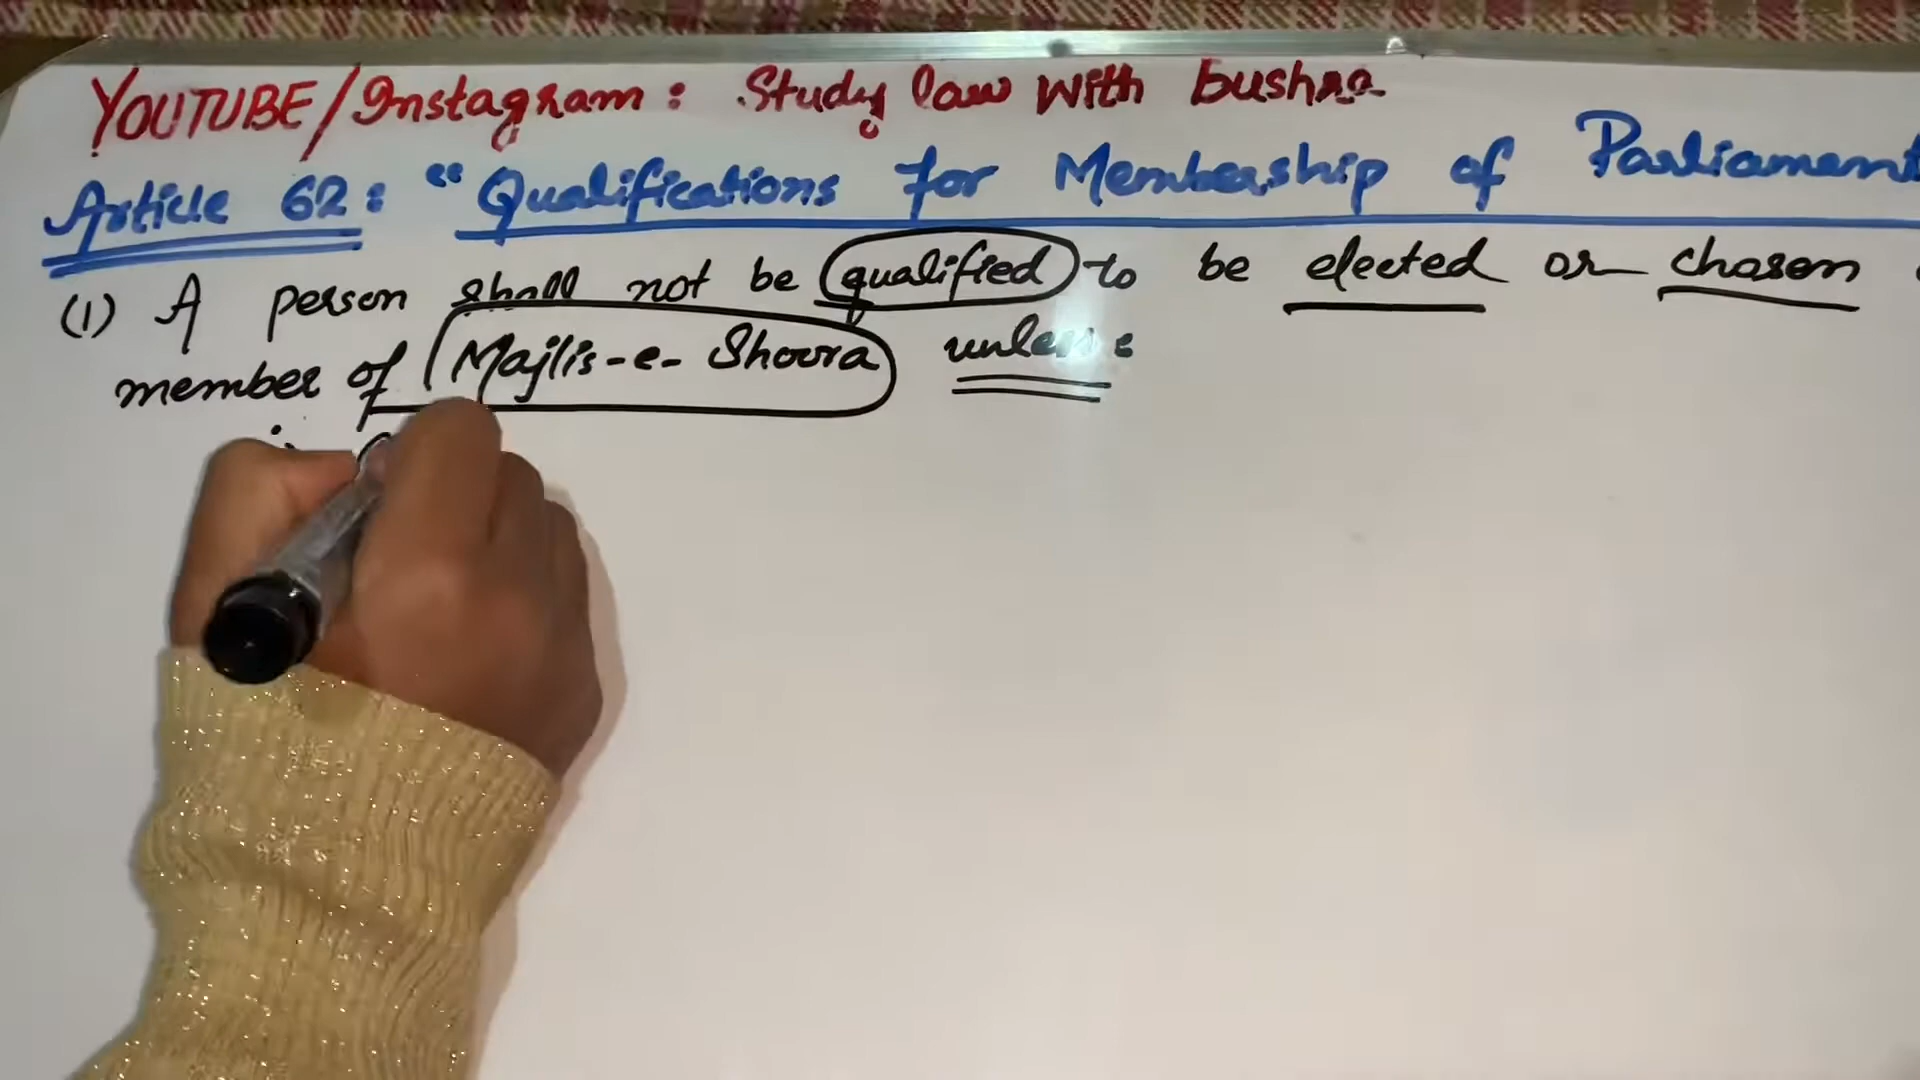 YOUTUBE/Instagram: Study law with bushra
Article 62: "Qualifications for Membership of Parliament
(1) A person shall not be qualified to be elected or chosen
member of Majlis-e-Shoora unless: